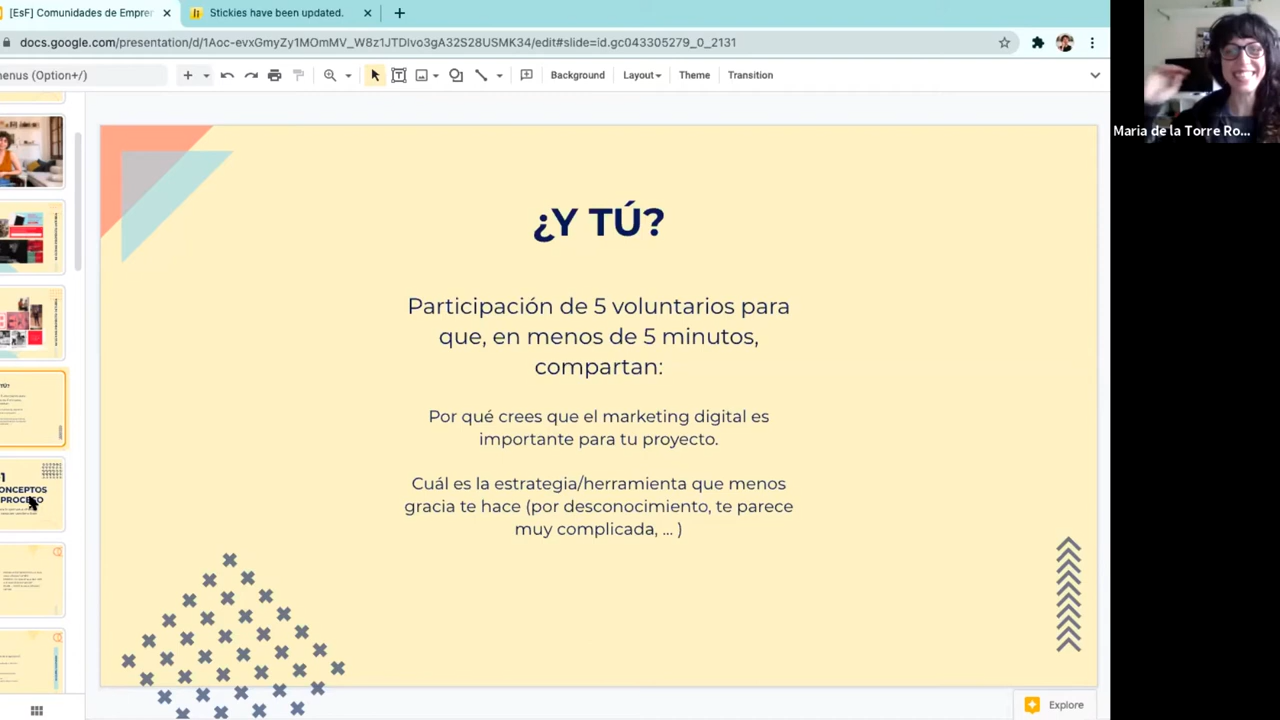 [EsF] Comunidades de Empre
Stickies have been updated.
docs.google.com/presentation/d/1Aoc-evxGmyZy1MOmMV_W8z1JTDlvo3gA32S28USMK34/edit#slide=id.gc043305279_0_2131
enus (Option+/)
Background
Layout
Theme
Transition
Maria de la Torre Ro...
¿Y TÚ?
Participación de 5 voluntarios para
que, en menos de 5 minutos,
compartan:
Por qué crees que el marketing digital es
importante para tu proyecto.
Cuál es la estrategia/herramienta que menos
gracia te hace (por desconocimiento, te parece
muy complicada, ... )
ONCEPTOS
PROCESO
Explore